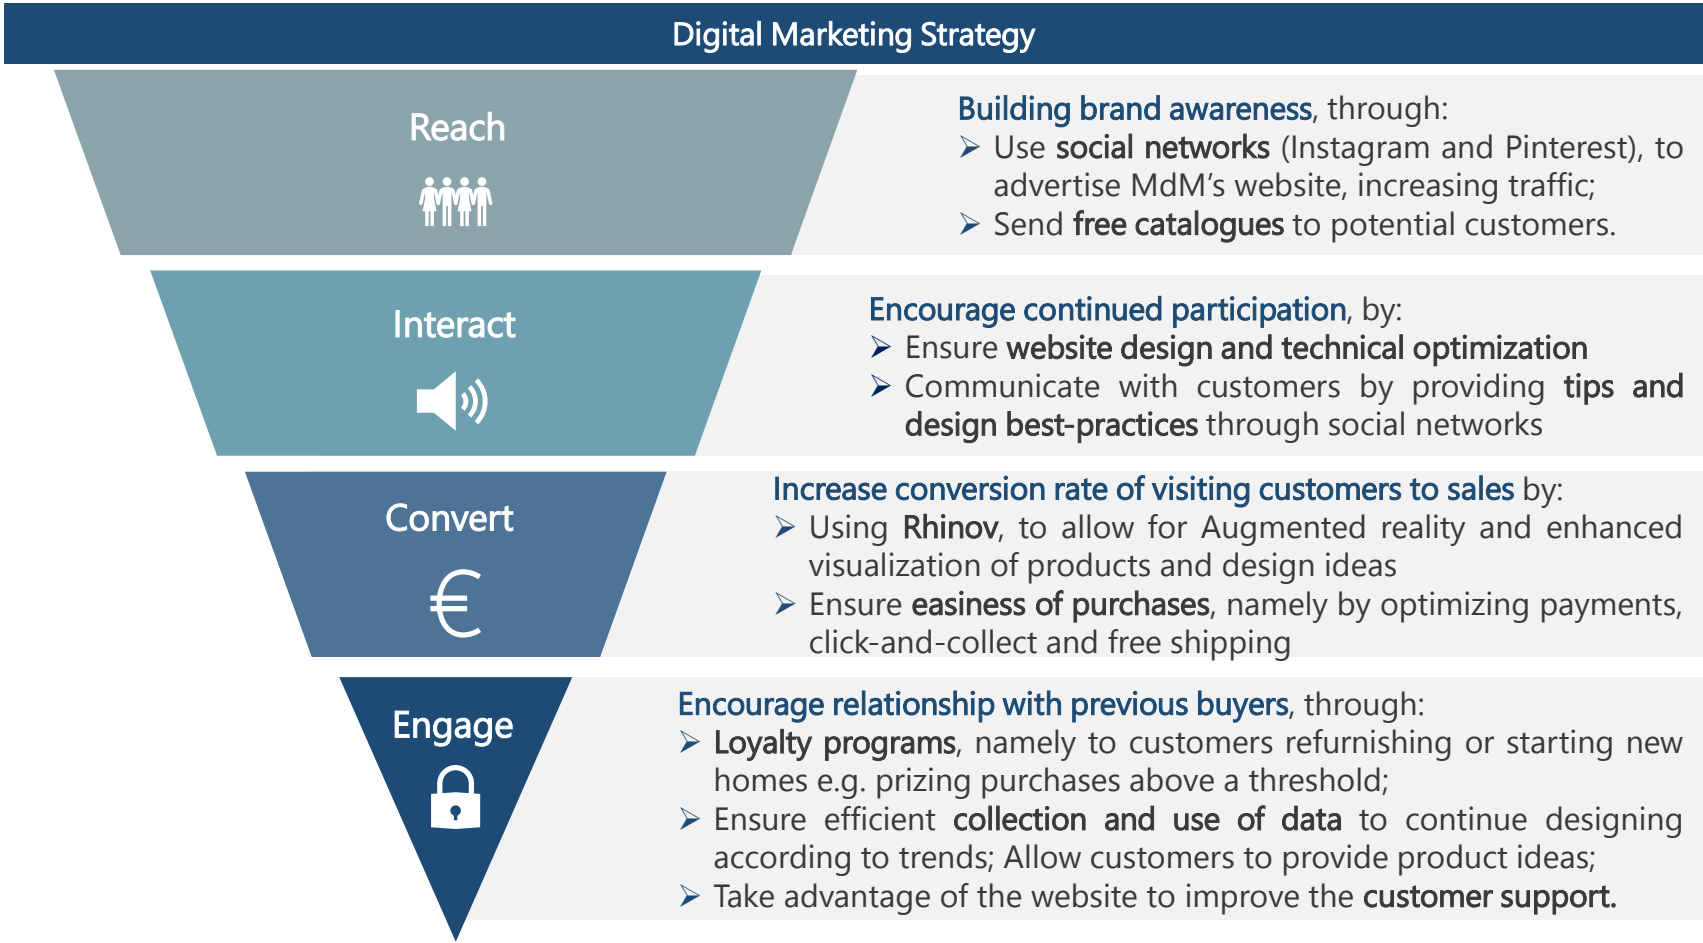 Digital Marketing Strategy
Reach
Building brand awareness, through:
➢ Use social networks (Instagram and Pinterest), to
advertise MdM’s website, increasing traffic;
➢ Send free catalogues to potential customers.
Interact
Encourage continued participation, by:
➢ Ensure website design and technical optimization
➢ Communicate with customers by providing tips and
design best-practices through social networks
Convert
€
Increase conversion rate of visiting customers to sales by:
➢ Using Rhinov, to allow for Augmented reality and enhanced
visualization of products and design ideas
➢ Ensure easiness of purchases, namely by optimizing payments,
click-and-collect and free shipping
Engage
Encourage relationship with previous buyers, through:
➢ Loyalty programs, namely to customers refurnishing or starting new
homes e.g. prizing purchases above a threshold;
➢ Ensure efficient collection and use of data to continue designing
according to trends; Allow customers to provide product ideas;
➢ Take advantage of the website to improve the customer support.